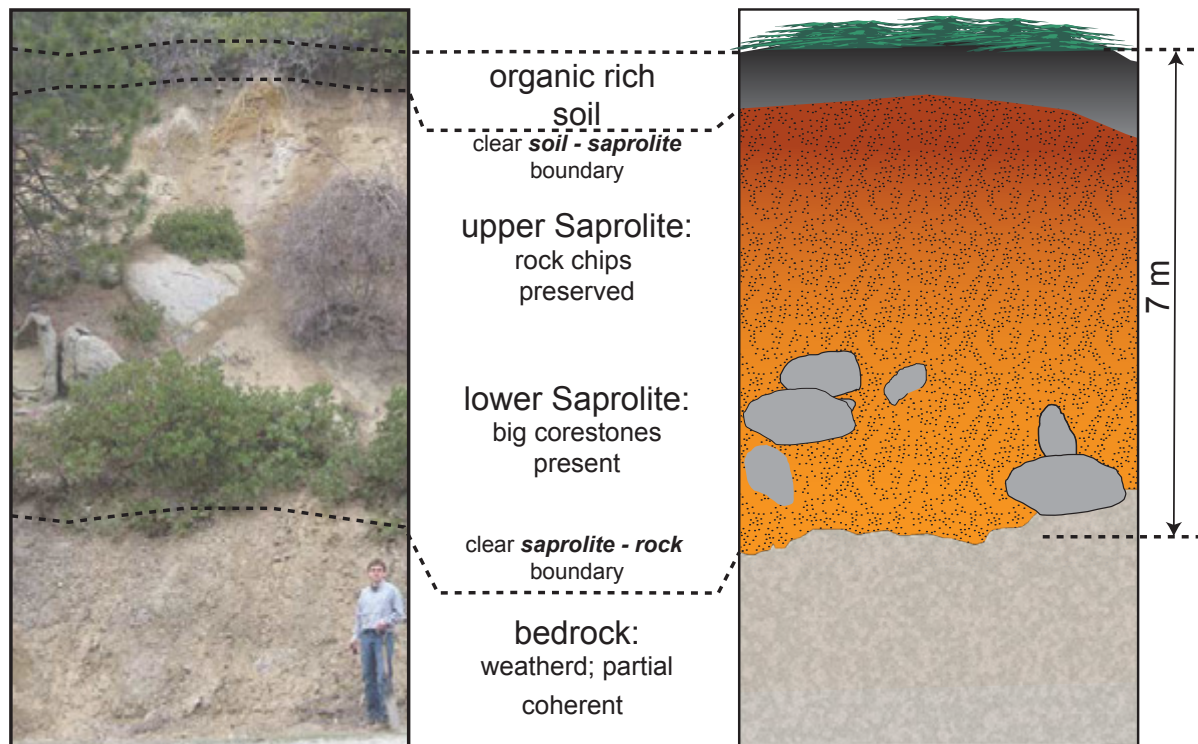 organic rich
soil
clear soil - saprolite
boundary
upper Saprolite:
rock chips
preserved
lower Saprolite:
big corestones
present
clear saprolite - rock
boundary
bedrock:
weatherd; partial
coherent
7 m